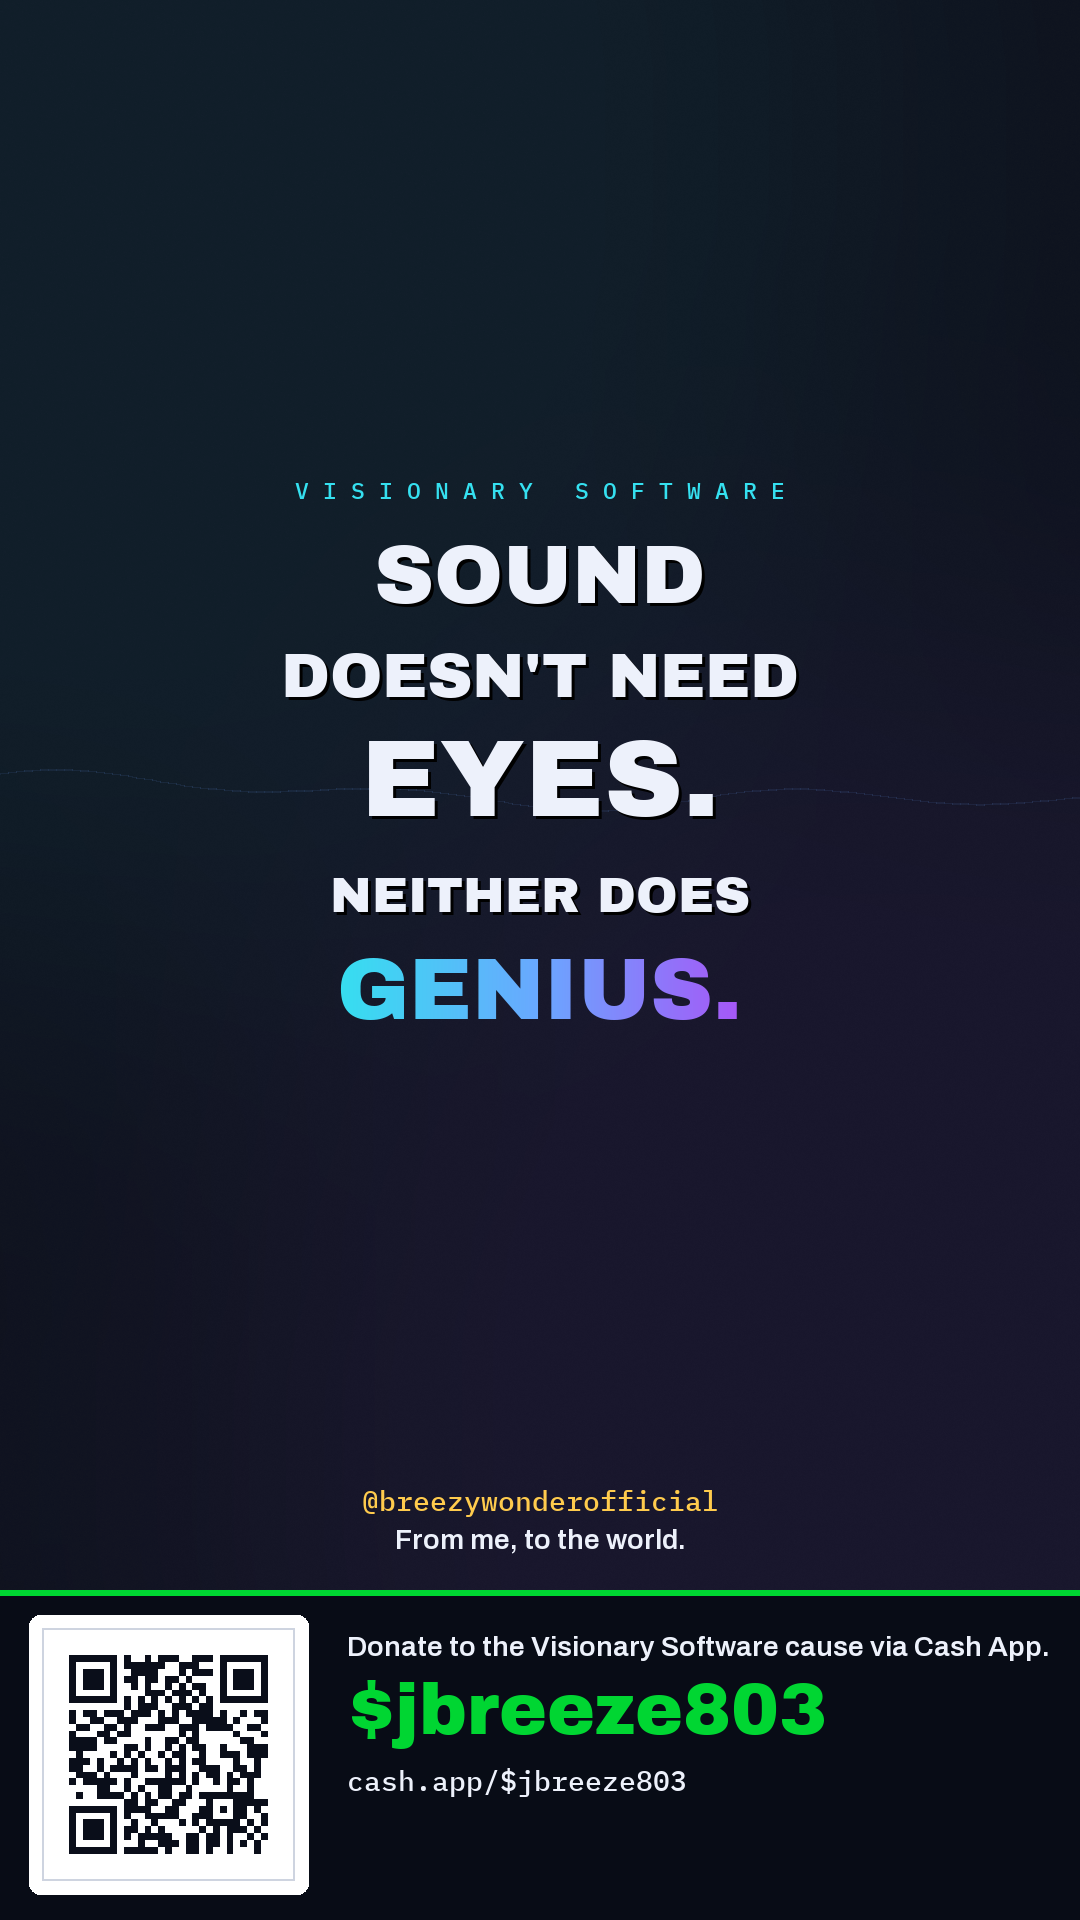 VISIONARY SOFTWARE
SOUND
DOESN'T NEED
EYES.
NEITHER DOES
GENIUS.
@breezywonderofficial
From me, to the world.
Donate to the Visionary Software cause via Cash App.
$jbreeze803
cash.app/$jbreeze803